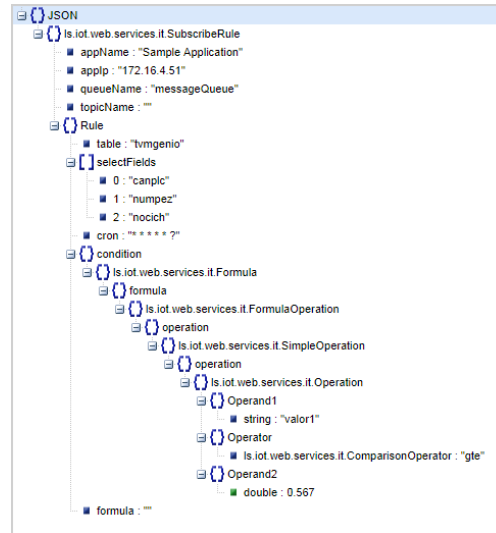 JSON
ls.iot.web.services.it.SubscribeRule
appName : "Sample Application"
appIp : "172.16.4.51"
queueName : "messageQueue"
topicName : ""
Rule
table : "tvmgenio"
selectFields
0 : "canplc"
1 : "numpez"
2 : "nocich"
cron : "* * * * * ?"
condition
ls.iot.web.services.it.Formula
formula
ls.iot.web.services.it.FormulaOperation
operation
ls.iot.web.services.it.SimpleOperation
operation
ls.iot.web.services.it.Operation
Operand1
string : "valor1"
Operator
ls.iot.web.services.it.ComparisonOperator : "gte"
Operand2
double : 0.567
formula : ""